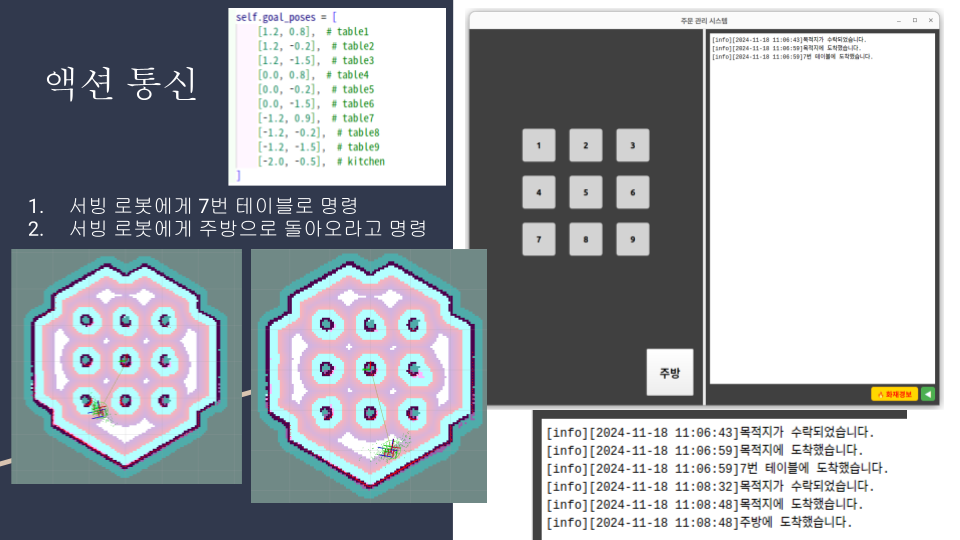 액션 통신
self.goal_poses = [
[1.2, 0.8],  # table1
[1.2, -0.2],  # table2
[1.2, -1.5],  # table3
[0.0, 0.8],  # table4
[0.0, -0.2],  # table5
[0.0, -1.5],  # table6
[-1.2, 0.9],  # table7
[-1.2, -0.2],  # table8
[-1.2, -1.5],  # table9
[-2.0, -0.5],  # kitchen
]
1. 서빙 로봇에게 7번 테이블로 명령
2. 서빙 로봇에게 주방으로 돌아오라고 명령
주문 관리 시스템
1 2 3
4 5 6
7 8 9
주방
[info][2024-11-18 11:06:43]목적지가 수락되었습니다.
[info][2024-11-18 11:06:59]목적지에 도착했습니다.
[info][2024-11-18 11:06:59]7번 테이블에 도착했습니다.
화재경보
[info][2024-11-18 11:06:43]목적지가 수락되었습니다.
[info][2024-11-18 11:06:59]목적지에 도착했습니다.
[info][2024-11-18 11:06:59]7번 테이블에 도착했습니다.
[info][2024-11-18 11:08:32]목적지가 수락되었습니다.
[info][2024-11-18 11:08:48]목적지에 도착했습니다.
[info][2024-11-18 11:08:48]주방에 도착했습니다.